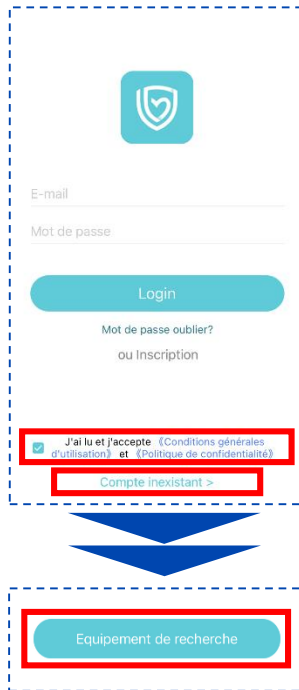 E-mail
Mot de passe
Login
Mot de passe oublier?
ou Inscription
J'ai lu et j'accepte 《Conditions générales
d'utilisation》 et 《Politique de confidentialité》
Compte inexistant >
Equipement de recherche